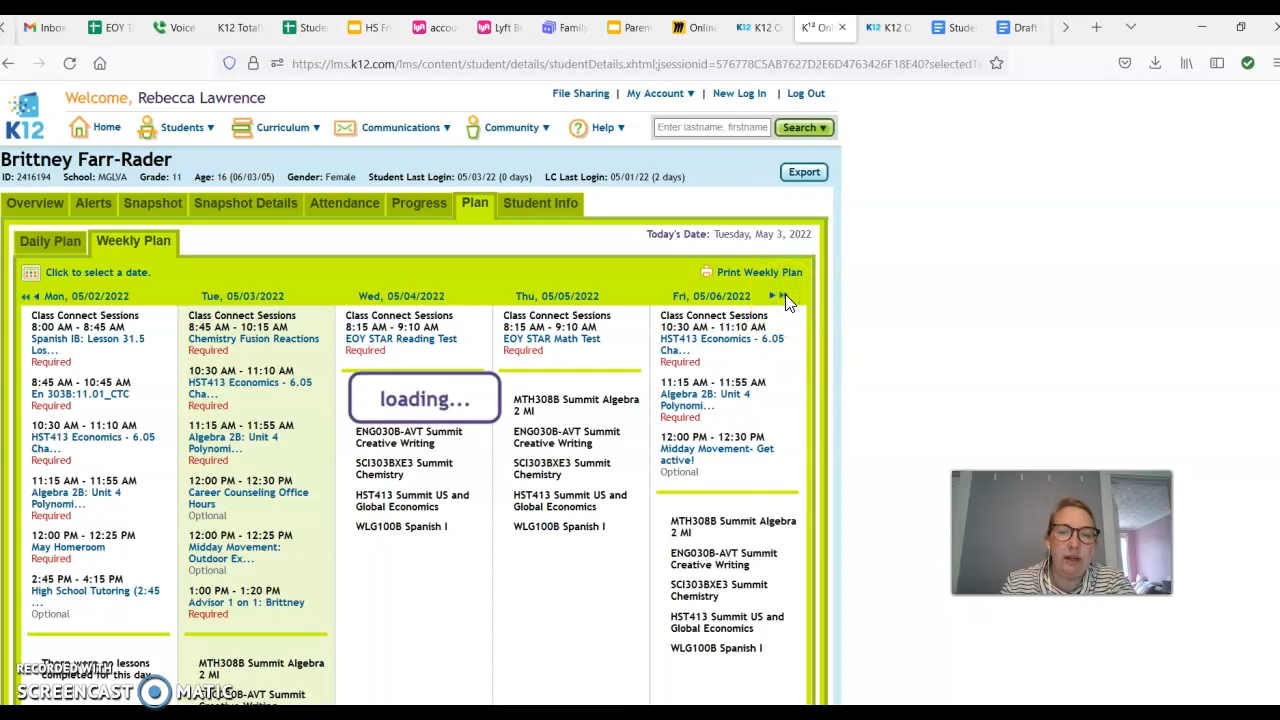 Inbox
EOY T
Voice
K12 Totalv
Studen
HS Fr
accou
Lyft Bu
Family
Parent
Online
K12 O
K12 Onli
K12 O
Studen
Draft
https://lms.k12.com/lms/content/student/details/studentDetails.xhtml;jsessionid=576778C5AB7627D2E6D4763426F18E40?selectedTa
Welcome, Rebecca Lawrence
File Sharing | My Account | New Log In | Log Out
K12
Home
Students
Curriculum
Communications
Community
Help
Enter lastname, firstname
Search
Brittney Farr-Rader
ID: 2416194 School: MGLVA Grade: 11 Age: 16 (06/03/05) Gender: Female Student Last Login: 05/03/22 (0 days) LC Last Login: 05/01/22 (2 days)
Export
Overview
Alerts
Snapshot
Snapshot Details
Attendance
Progress
Plan
Student Info
Daily Plan
Weekly Plan
Today's Date: Tuesday, May 3, 2022
Click to select a date.
Print Weekly Plan
Mon, 05/02/2022
Tue, 05/03/2022
Wed, 05/04/2022
Thu, 05/05/2022
Fri, 05/06/2022
Class Connect Sessions
8:00 AM - 8:45 AM
Spanish IB: Lesson 31.5
Los...
Required
8:45 AM - 10:45 AM
En 303B:11.01_CTC
Required
10:30 AM - 11:10 AM
HST413 Economics - 6.05
Cha...
Required
11:15 AM - 11:55 AM
Algebra 2B: Unit 4
Polynomi...
Required
12:00 PM - 12:25 PM
May Homeroom
Required
2:45 PM - 4:15 PM
High School Tutoring (2:45
...
Optional
There were no lessons
completed for this day.
Class Connect Sessions
8:45 AM - 10:15 AM
Chemistry Fusion Reactions
Required
10:30 AM - 11:10 AM
HST413 Economics - 6.05
Cha...
Required
11:15 AM - 11:55 AM
Algebra 2B: Unit 4
Polynomi...
Required
12:00 PM - 12:30 PM
Career Counseling Office
Hours
Optional
12:00 PM - 12:25 PM
Midday Movement:
Outdoor Ex...
Optional
1:00 PM - 1:20 PM
Advisor 1 on 1: Brittney
Required
MTH308B Summit Algebra
2 MI
ENG030B-AVT Summit
Creative Writing
Class Connect Sessions
8:15 AM - 9:10 AM
EOY STAR Reading Test
Required
loading...
ENG030B-AVT Summit
Creative Writing
SCI303BXE3 Summit
Chemistry
HST413 Summit US and
Global Economics
WLG100B Spanish I
Class Connect Sessions
8:15 AM - 9:10 AM
EOY STAR Math Test
Required
MTH308B Summit Algebra
2 MI
ENG030B-AVT Summit
Creative Writing
SCI303BXE3 Summit
Chemistry
HST413 Summit US and
Global Economics
WLG100B Spanish I
Class Connect Sessions
10:30 AM - 11:10 AM
HST413 Economics - 6.05
Cha...
Required
11:15 AM - 11:55 AM
Algebra 2B: Unit 4
Polynomi...
Required
12:00 PM - 12:30 PM
Midday Movement- Get
active!
Optional
MTH308B Summit Algebra
2 MI
ENG030B-AVT Summit
Creative Writing
SCI303BXE3 Summit
Chemistry
HST413 Summit US and
Global Economics
WLG100B Spanish I
RECORDED WITH
SCREENCAST MATIC